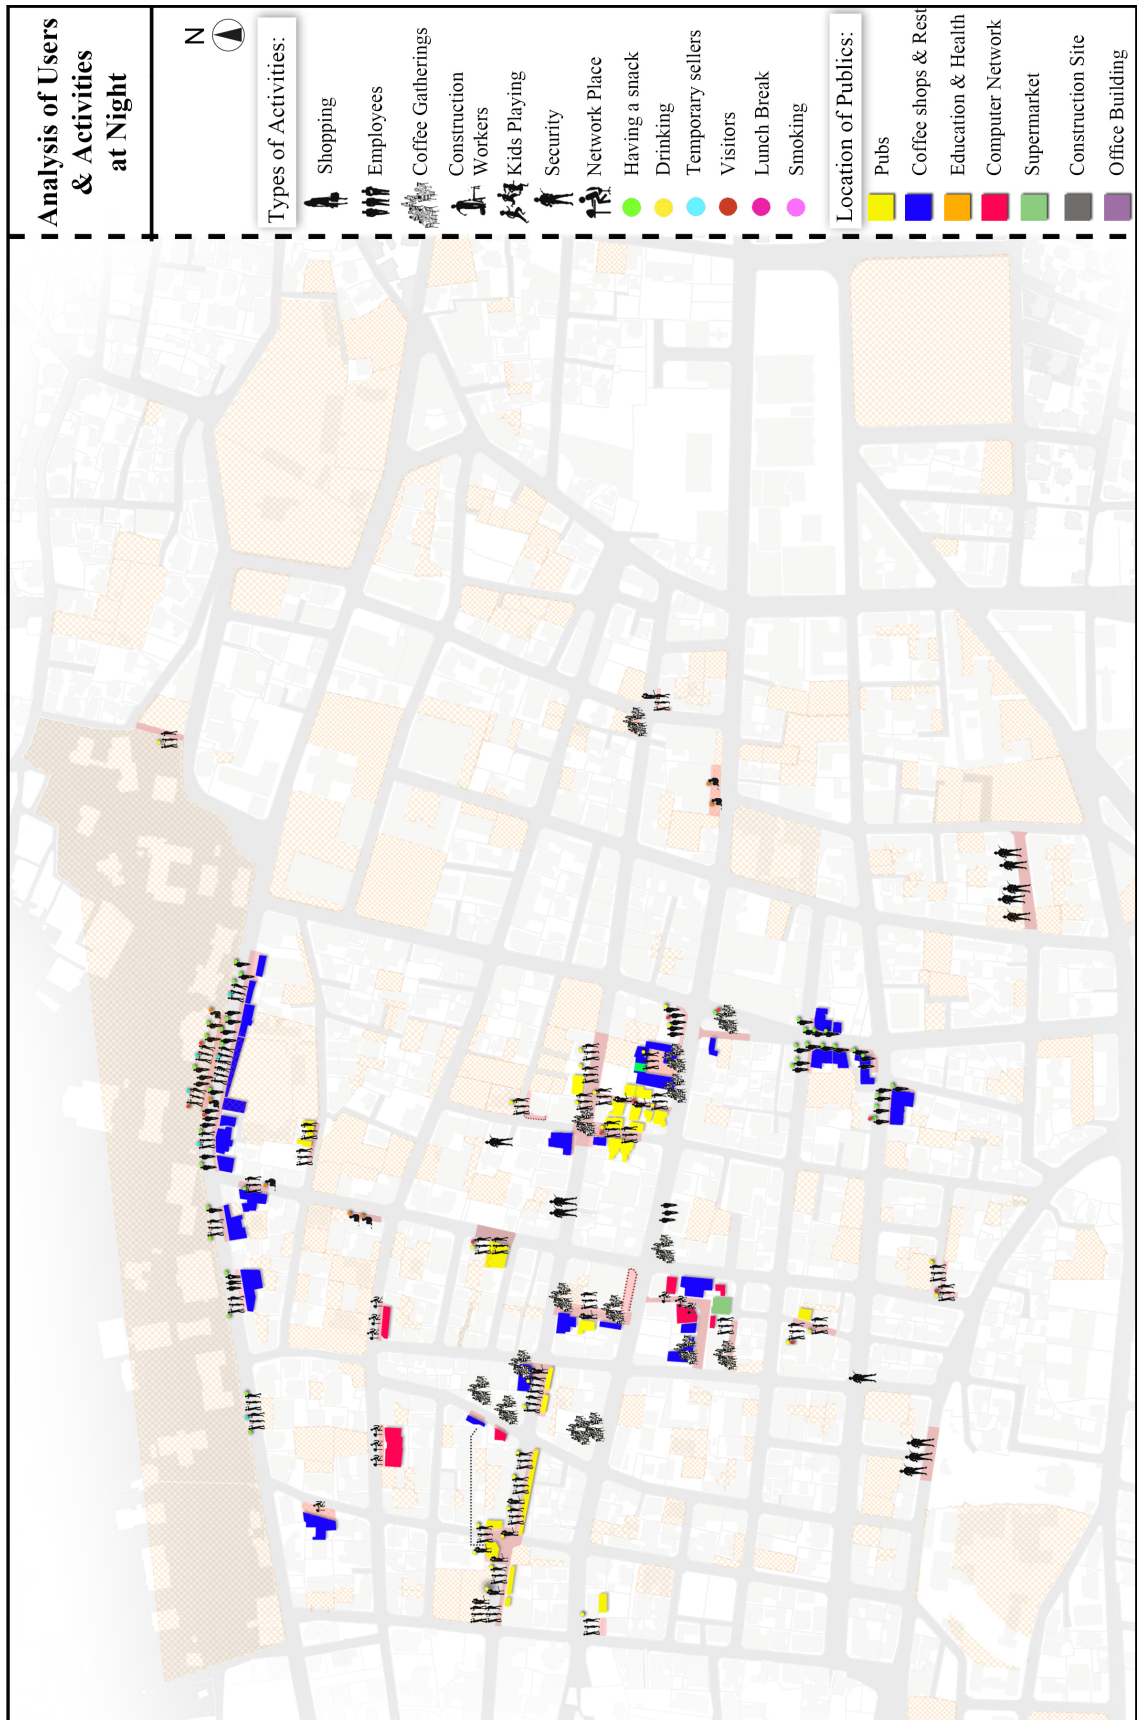 Analysis of Users
& Activities
at Night
N
Types of Activities:
Shopping
Employees
Coffee Gatherings
Construction
Workers
Kids Playing
Security
Network Place
Having a snack
Drinking
Temporary sellers
Visitors
Lunch Break
Smoking
Location of Publics:
Pubs
Coffee shops & Rest
Education & Health
Computer Network
Supermarket
Construction Site
Office Building